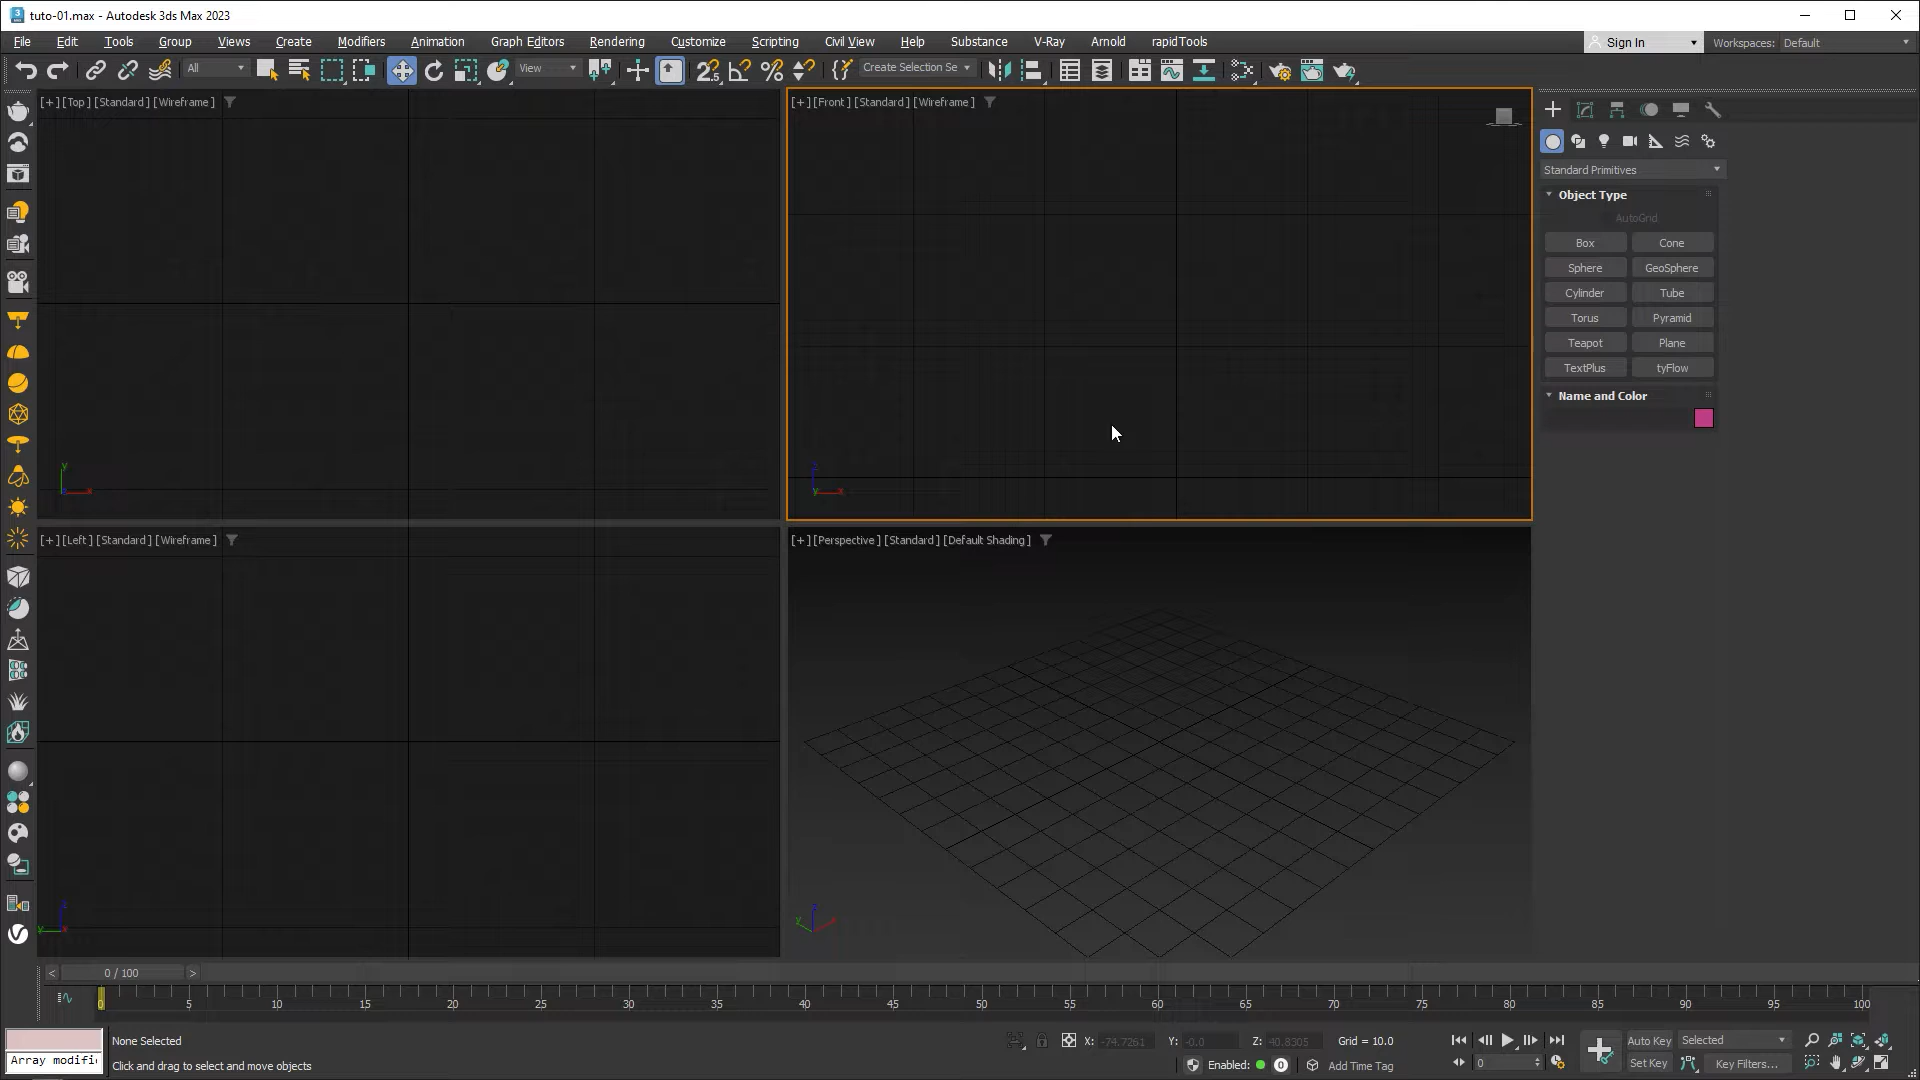 tuto-01.max - Autodesk 3ds Max 2023
File Edit Tools Group Views Create Modifiers Animation Graph Editors Rendering Customize Scripting Civil View Help Substance V-Ray Arnold rapidTools
Sign In
Workspaces: Default
All
View
Create Selection Se
[+] [Top] [Standard] [Wireframe]
[+] [Front] [Standard] [Wireframe]
Standard Primitives
Object Type
AutoGrid
Box Cone
Sphere GeoSphere
Cylinder Tube
Torus Pyramid
Teapot Plane
TextPlus tyFlow
Name and Color
y
z
y x
[+] [Left] [Standard] [Wireframe]
[+] [Perspective] [Standard] [Default Shading]
z
y x
z
y x
< 0 / 100 >
0 5 10 15 20 25 30 35 40 45 50 55 60 65 70 75 80 85 90 95 100
None Selected
X: -74.7261 Y: -0.0 Z: 40.8305 Grid = 10.0
Auto Key Selected
Array modifi
Click and drag to select and move objects
Enabled: 0 Add Time Tag
0
Set Key Key Filters...